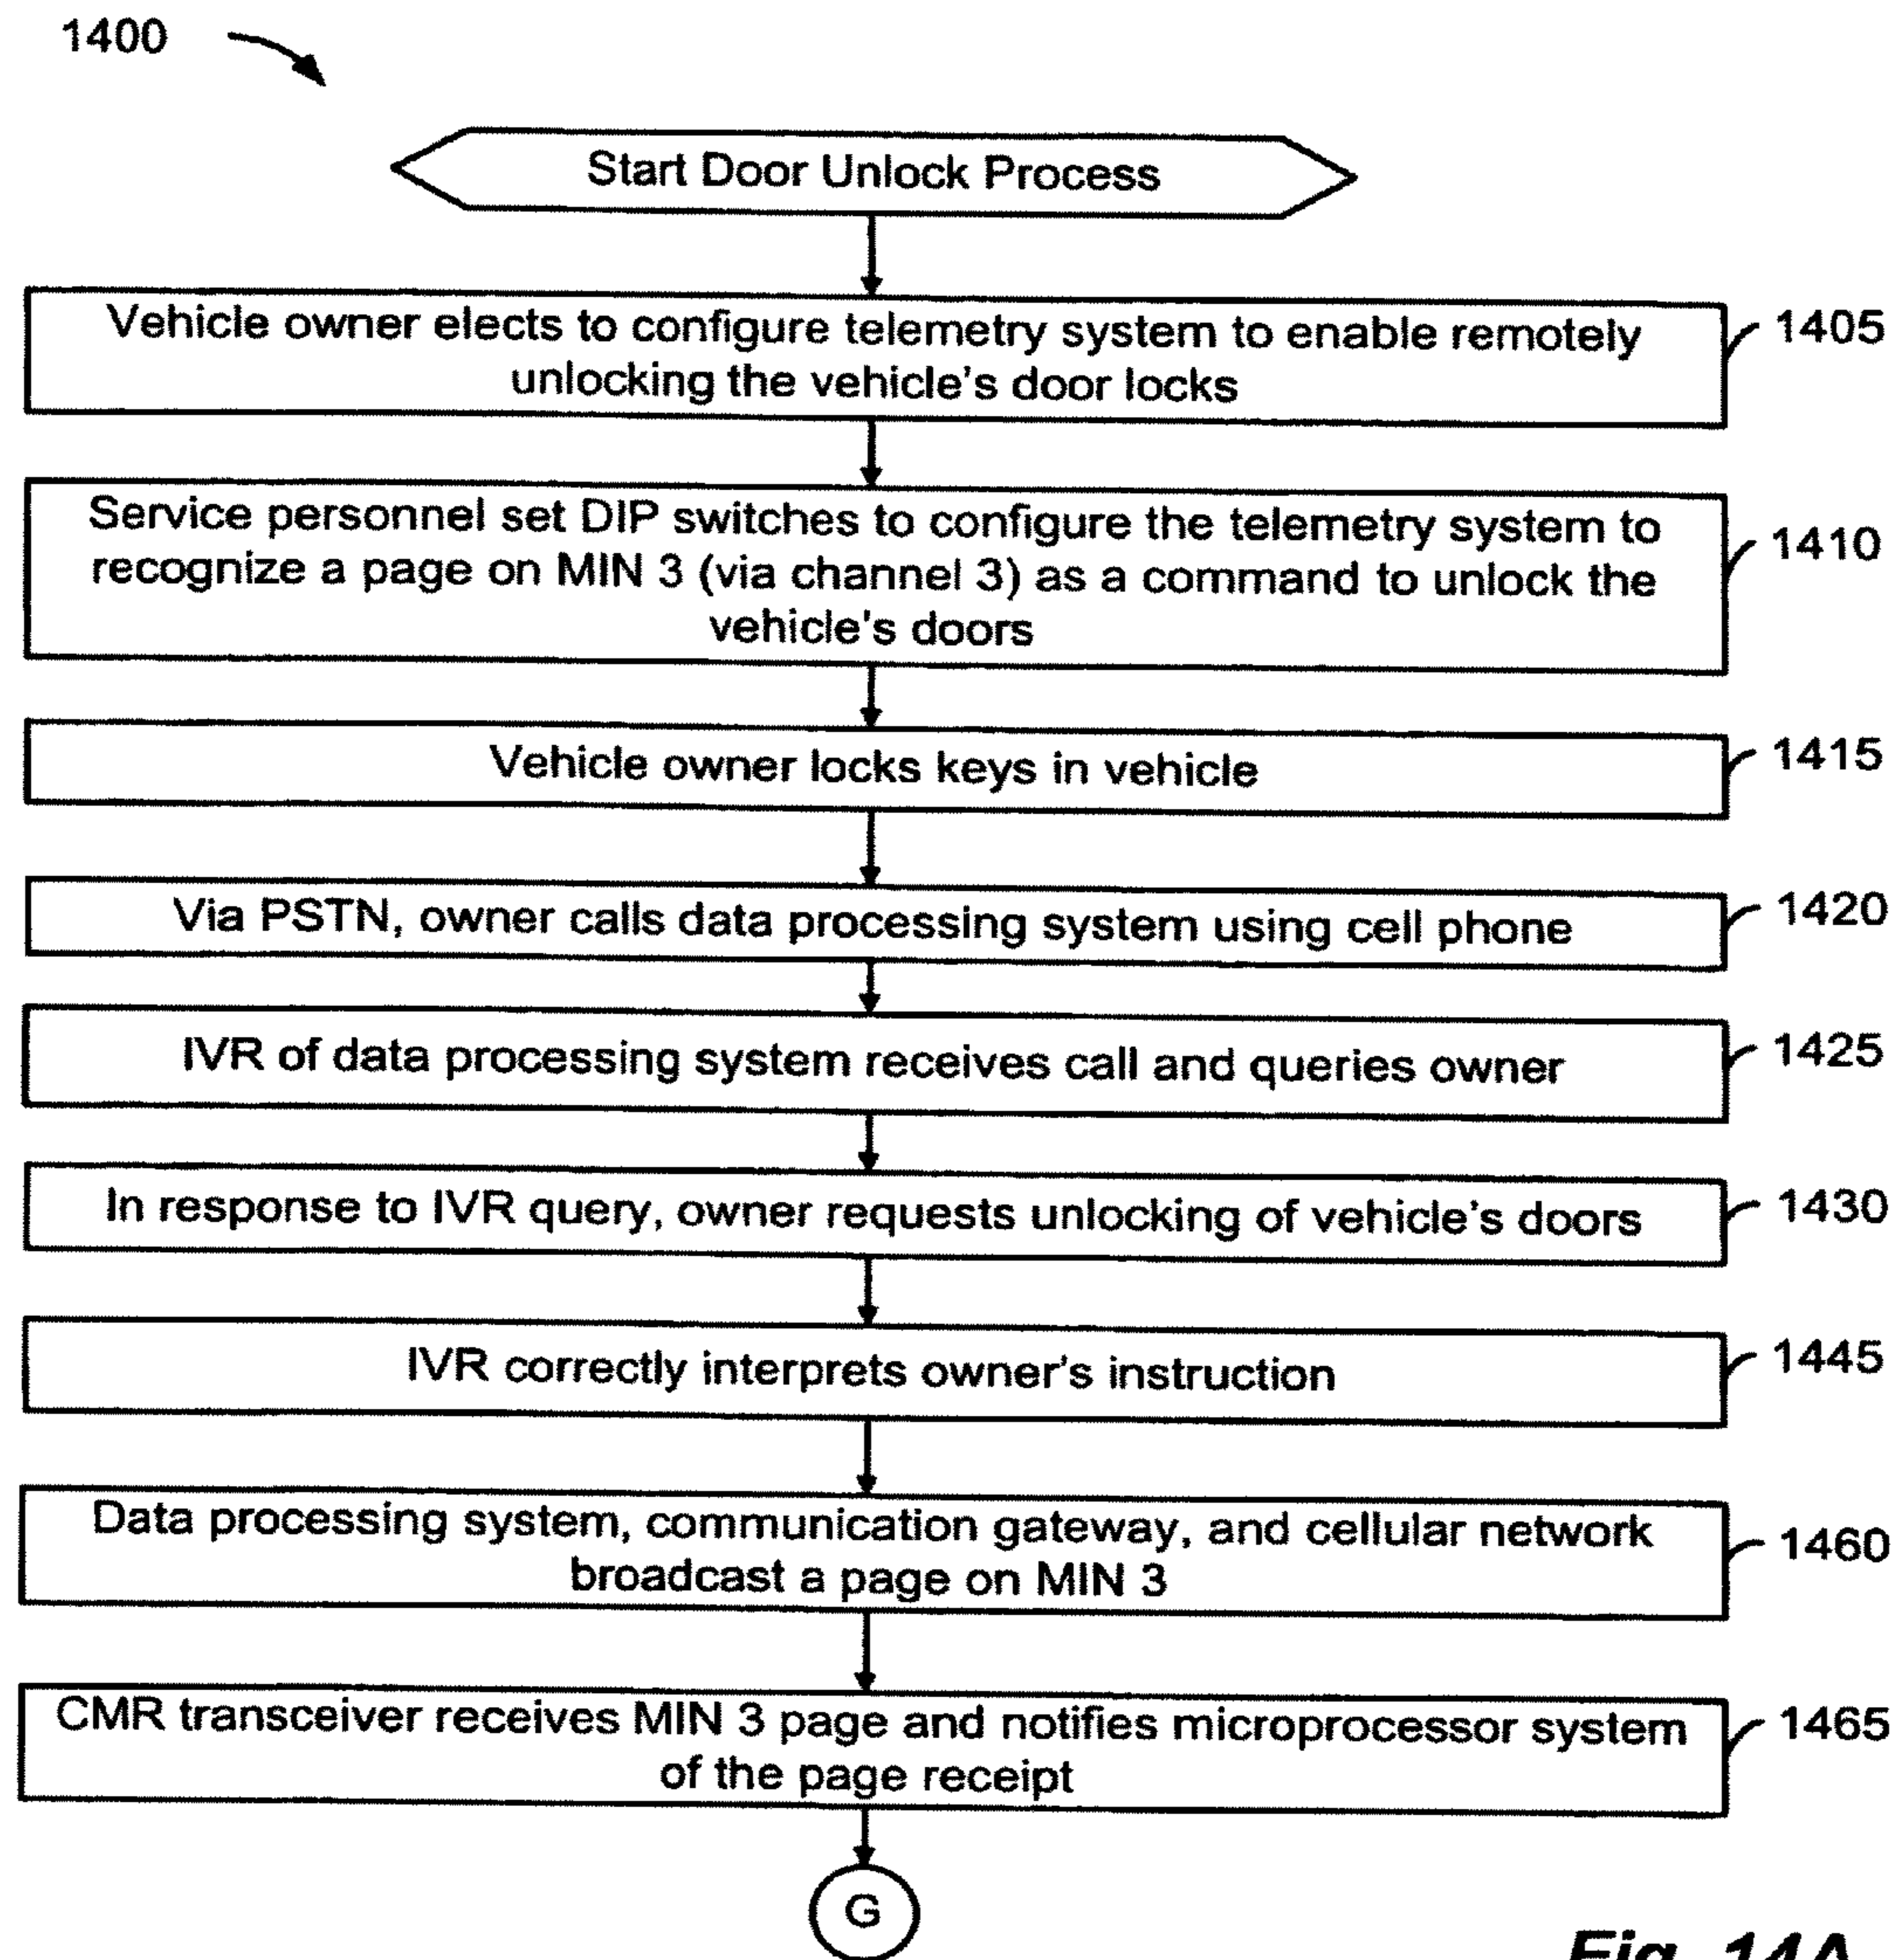 1400
Start Door Unlock Process
Vehicle owner elects to configure telemetry system to enable remotely
unlocking the vehicle's door locks
1405
Service personnel set DIP switches to configure the telemetry system to
recognize a page on MIN 3 (via channel 3) as a command to unlock the
vehicle's doors
1410
Vehicle owner locks keys in vehicle
1415
Via PSTN, owner calls data processing system using cell phone
1420
IVR of data processing system receives call and queries owner
1425
In response to IVR query, owner requests unlocking of vehicle's doors
1430
IVR correctly interprets owner's instruction
1445
Data processing system, communication gateway, and cellular network
broadcast a page on MIN 3
1460
CMR transceiver receives MIN 3 page and notifies microprocessor system
of the page receipt
1465
G
Fig. 14A